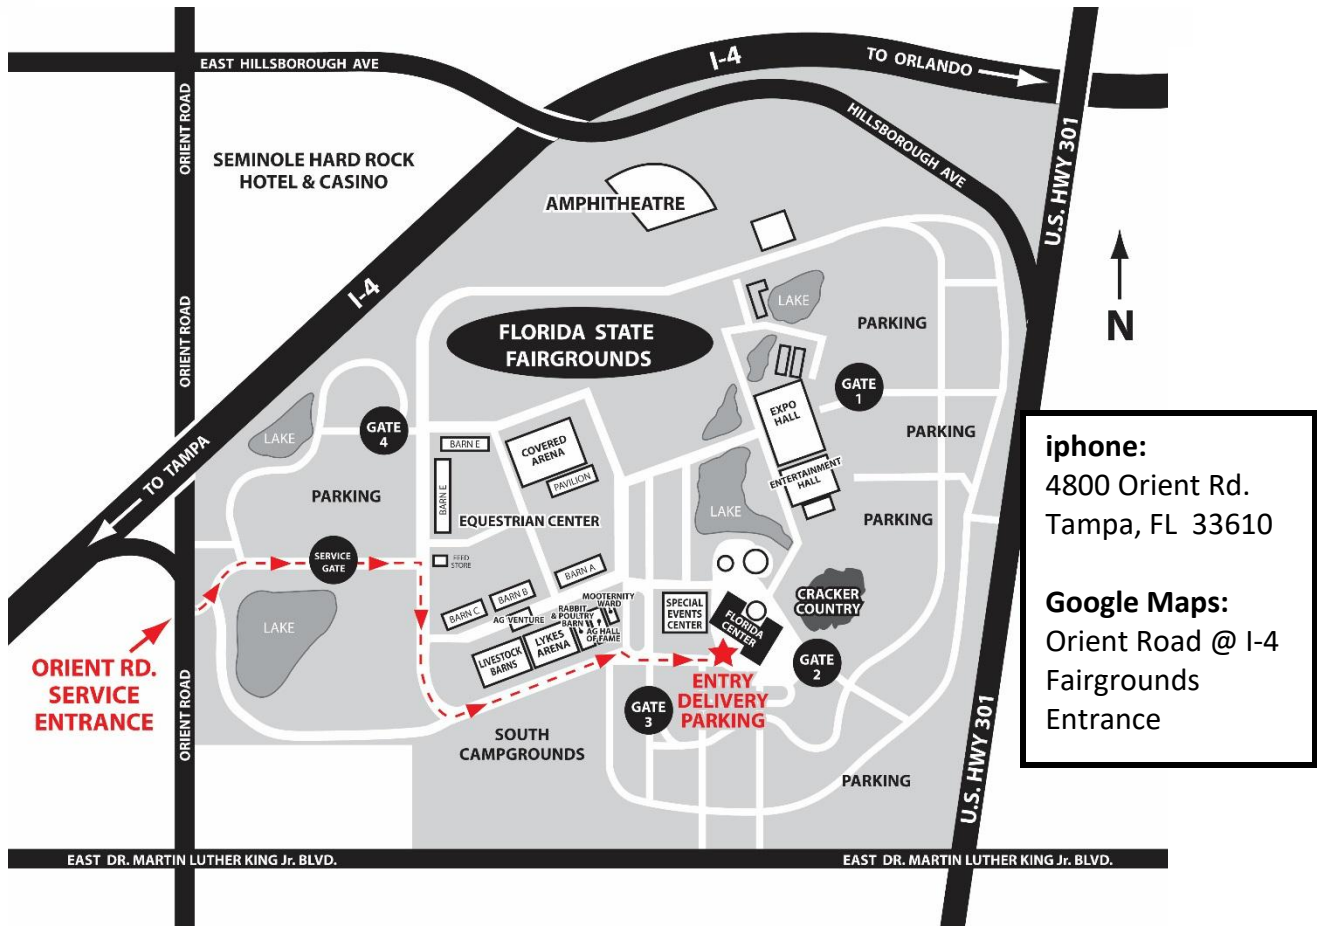 I-4
TO ORLANDO
EAST HILLSBOROUGH AVE
ORIENT ROAD
HILLSBOROUGH AVE
U.S. HWY 301
SEMINOLE HARD ROCK
HOTEL & CASINO
AMPHITHEATRE
I-4
N
LAKE
ORIENT ROAD
FLORIDA STATE
FAIRGROUNDS
PARKING
GATE
1
EXPO
HALL
LAKE
GATE
4
BARN E
COVERED
ARENA
PARKING
TO TAMPA
PAVILION
ENTERTAINMENT
HALL
PARKING
BARN E
EQUESTRIAN CENTER
LAKE
PARKING
SERVICE
GATE
FEED
STORE
BARN A
BARN B
BARN C
AG' VENTURE
MOOTERNITY
WARD
RABBIT
& POULTRY
BARN
AG HALL
OF FAME
LYKES
ARENA
LIVESTOCK
BARNS
SPECIAL
EVENTS
CENTER
FLORIDA
CENTER
CRACKER
COUNTRY
LAKE
GATE
2
ORIENT RD.
SERVICE
ENTRANCE
ORIENT ROAD
ENTRY
DELIVERY
PARKING
GATE
3
SOUTH
CAMPGROUNDS
PARKING
U.S. HWY 301
EAST DR. MARTIN LUTHER KING Jr. BLVD.
EAST DR. MARTIN LUTHER KING Jr. BLVD.
iphone:
4800 Orient Rd.
Tampa, FL 33610
Google Maps:
Orient Road @ I-4
Fairgrounds
Entrance